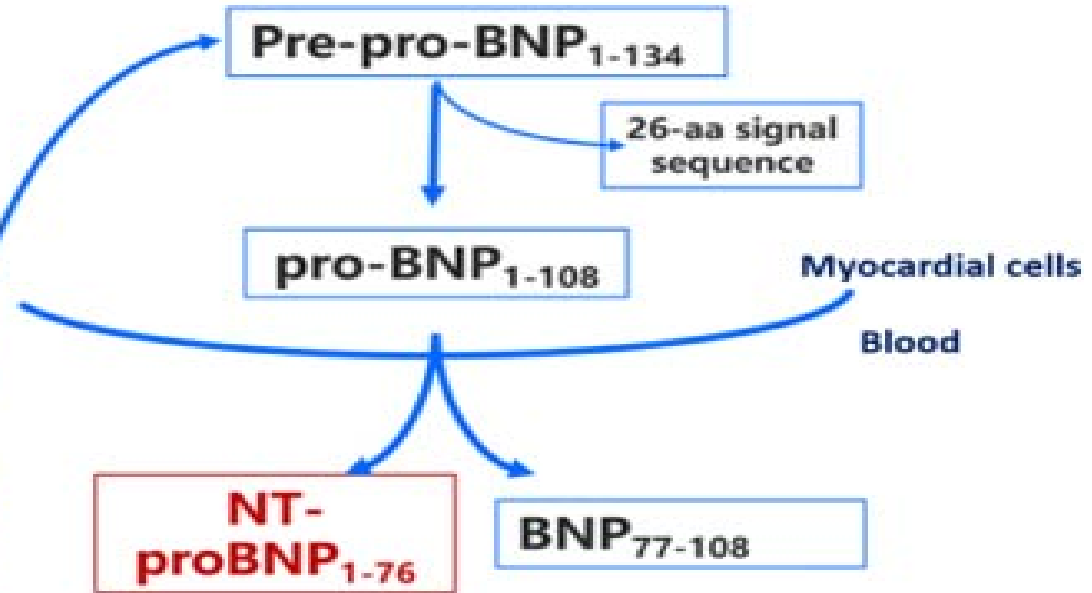 Pre-pro-BNP1-134
26-aa signal
sequence
pro-BNP1-108
Myocardial cells
Blood
NT-
proBNP1-76
BNP77-108